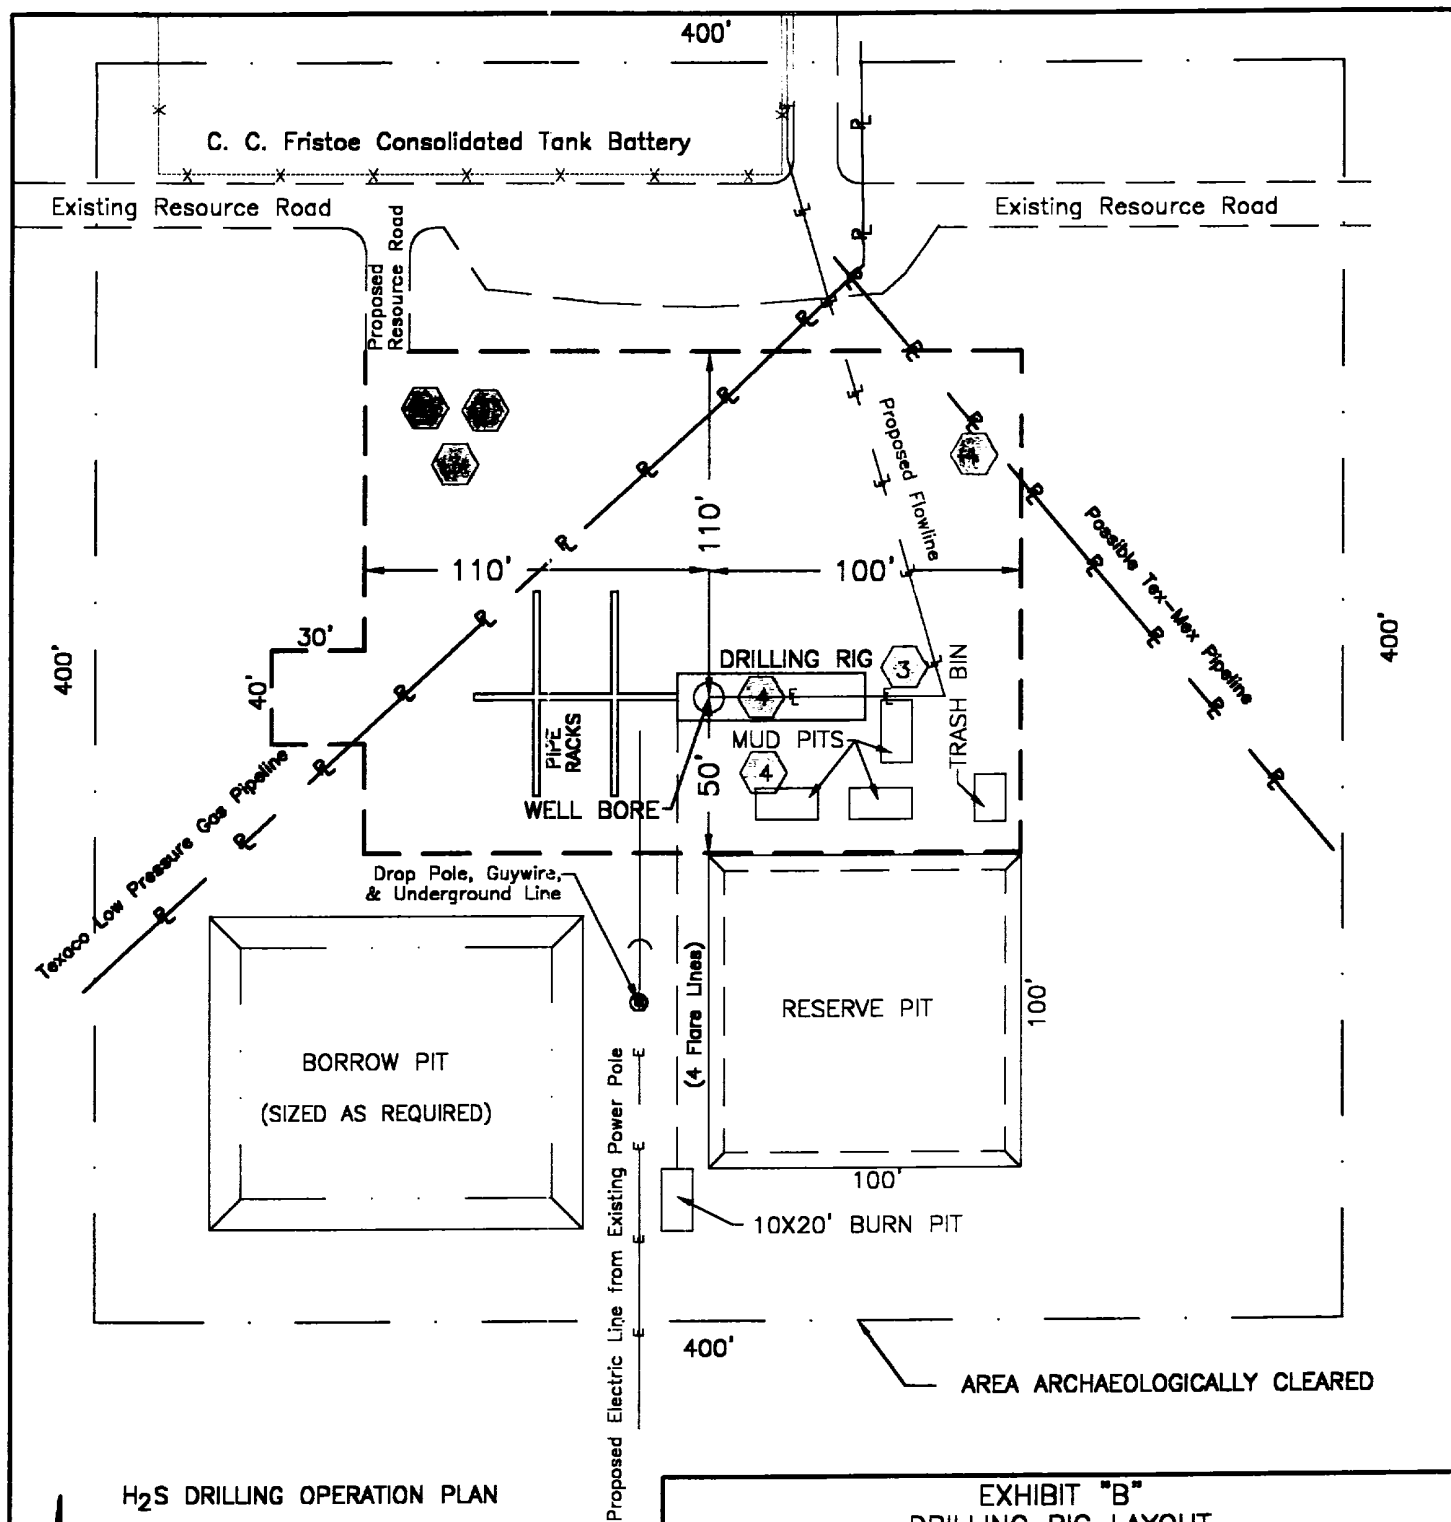 400'
C. C. Fristoe Consolidated Tank Battery
Existing Resource Road
Existing Resource Road
Proposed
Resource Road
Proposed Flowline
Possible Tex-Mex Pipeline
110'
110'
100'
30'
40'
400'
400'
DRILLING RIG
3
4
TRASH BIN
PIPE
RACKS
MUD PITS
4
50'
WELL BORE
Texaco Low Pressure Gas Pipeline
Drop Pole, Guywire,
& Underground Line
(4 Flare Lines)
RESERVE PIT
100'
100'
BORROW PIT
(SIZED AS REQUIRED)
10X20' BURN PIT
Proposed Electric Line from Existing Power Pole
400'
AREA ARCHAEOLOGICALLY CLEARED
H2S DRILLING OPERATION PLAN
EXHIBIT "B"
DRILLING RIG LAYOUT